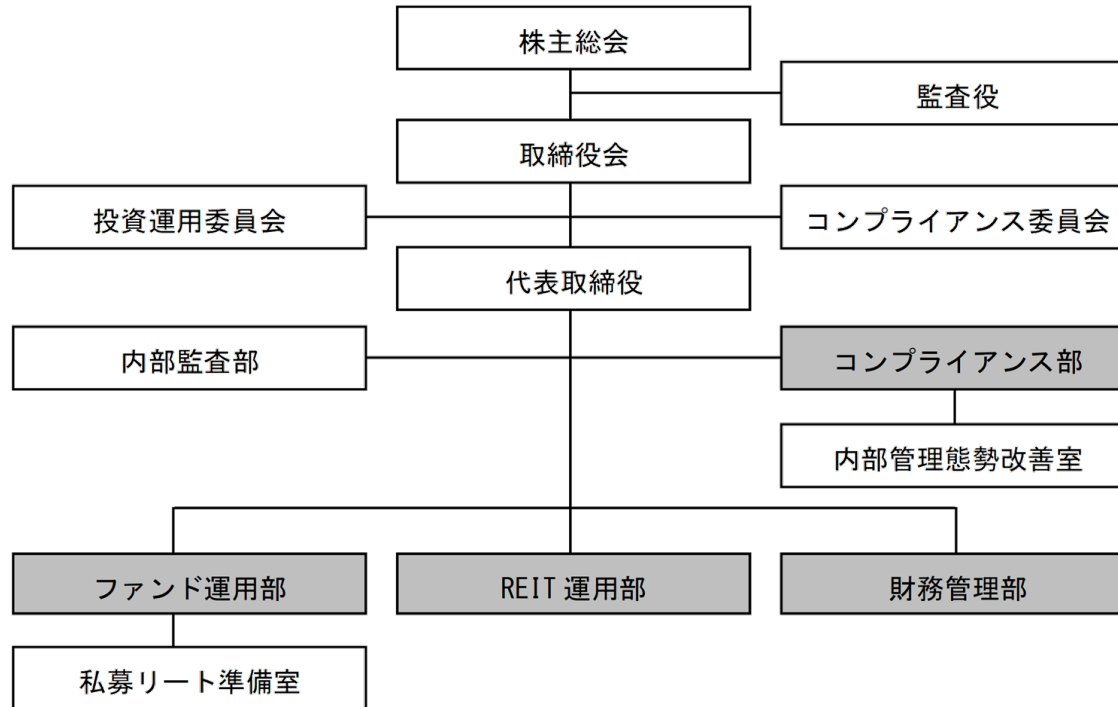 株主総会
監査役
取締役会
投資運用委員会
コンプライアンス委員会
代表取締役
内部監査部
コンプライアンス部
内部管理態勢改善室
ファンド運用部
REIT 運用部
財務管理部
私募リート準備室